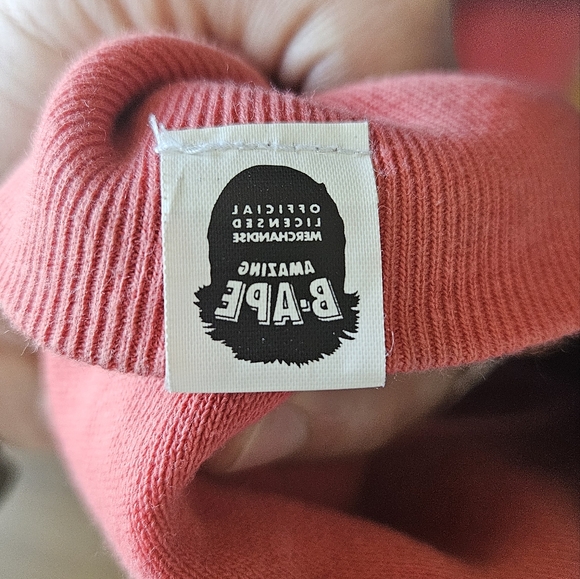 OFFICIAL
LICENSED
MERCHANDISE
AMAZING
B·APE